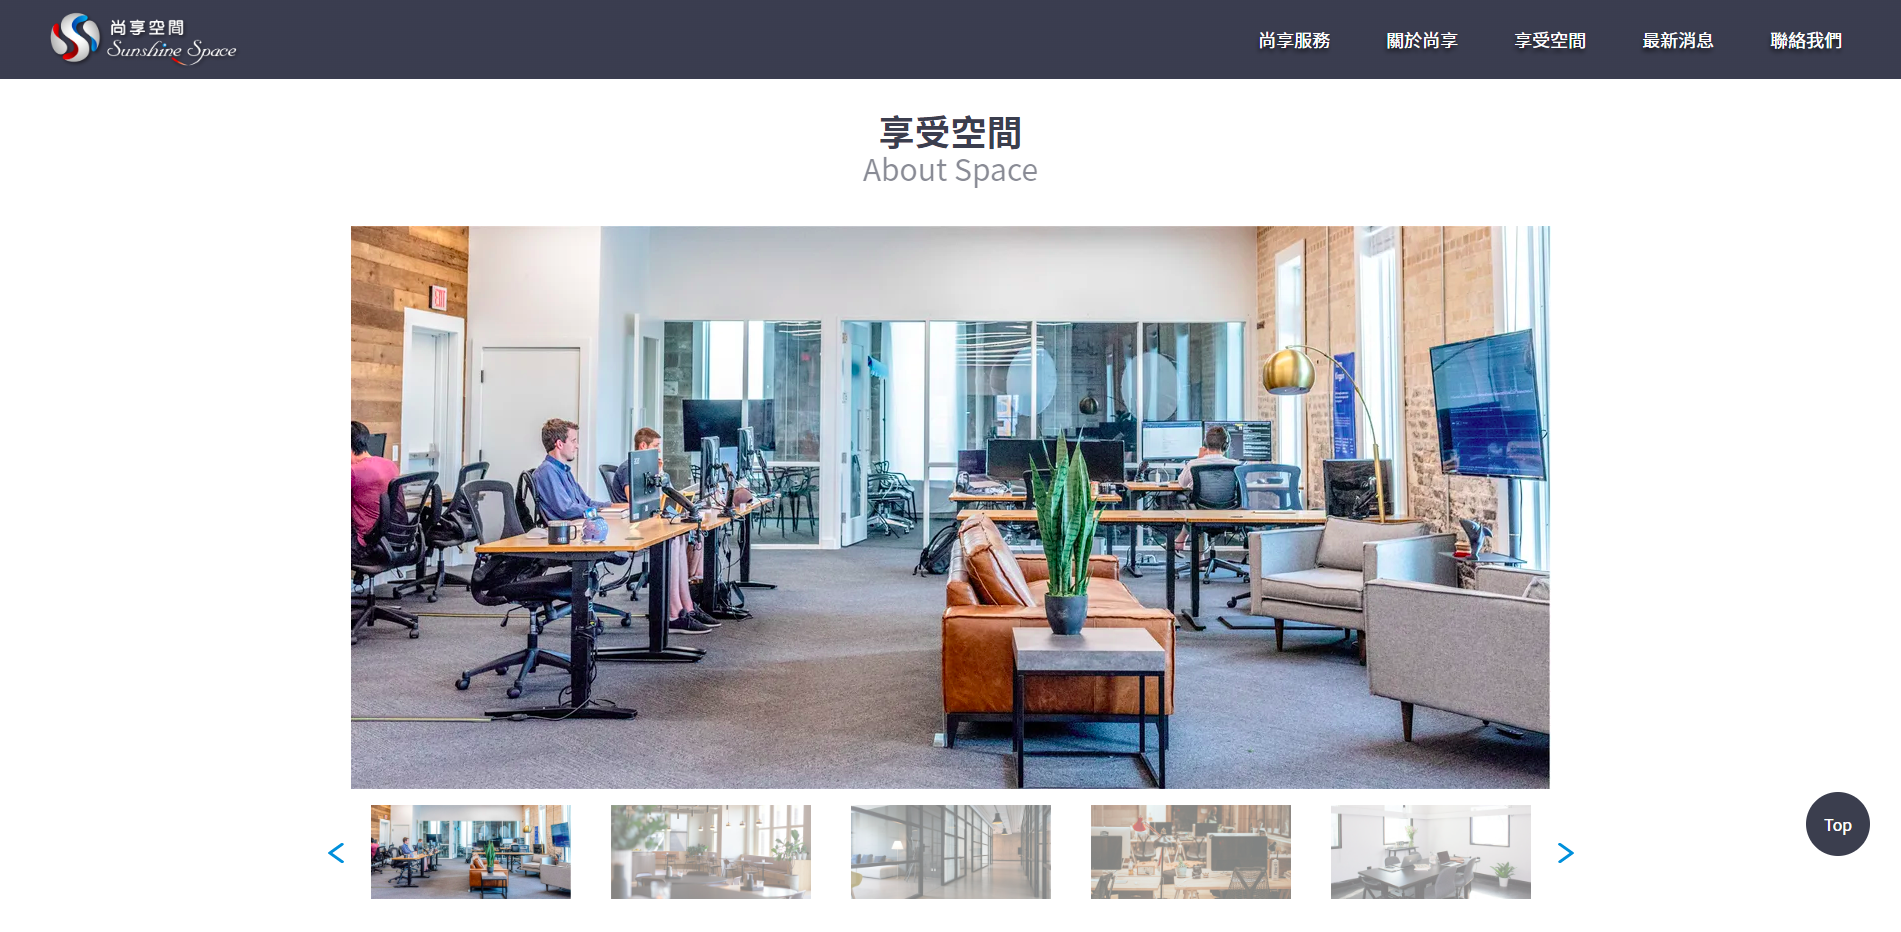 尚享空間
Sunshine Space
尚享服務
關於尚享
享受空間
最新消息
聯絡我們
享受空間
About Space
EXIT
Top